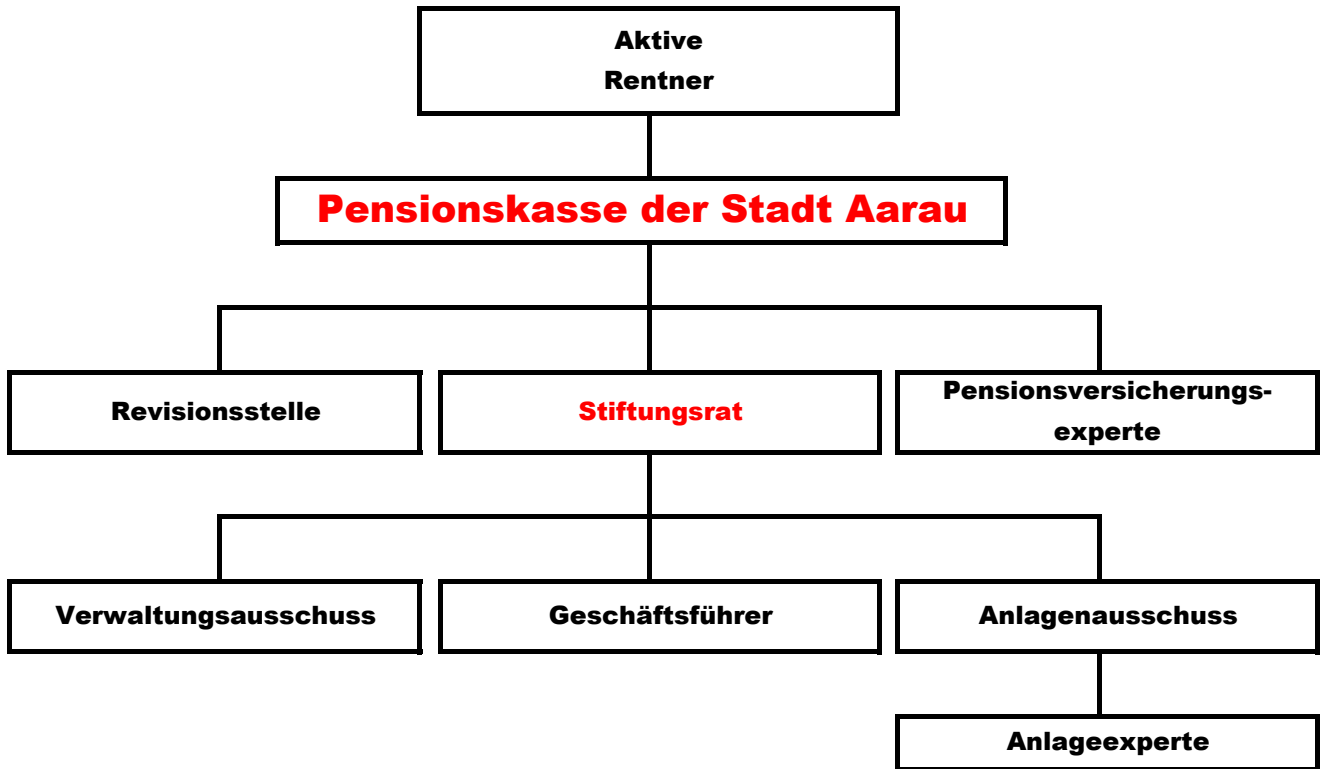 Aktive
Rentner
Pensionskasse der Stadt Aarau
Revisionsstelle
Stiftungsrat
Pensionsversicherungs-
experte
Verwaltungsausschuss
Geschäftsführer
Anlagenausschuss
Anlageexperte